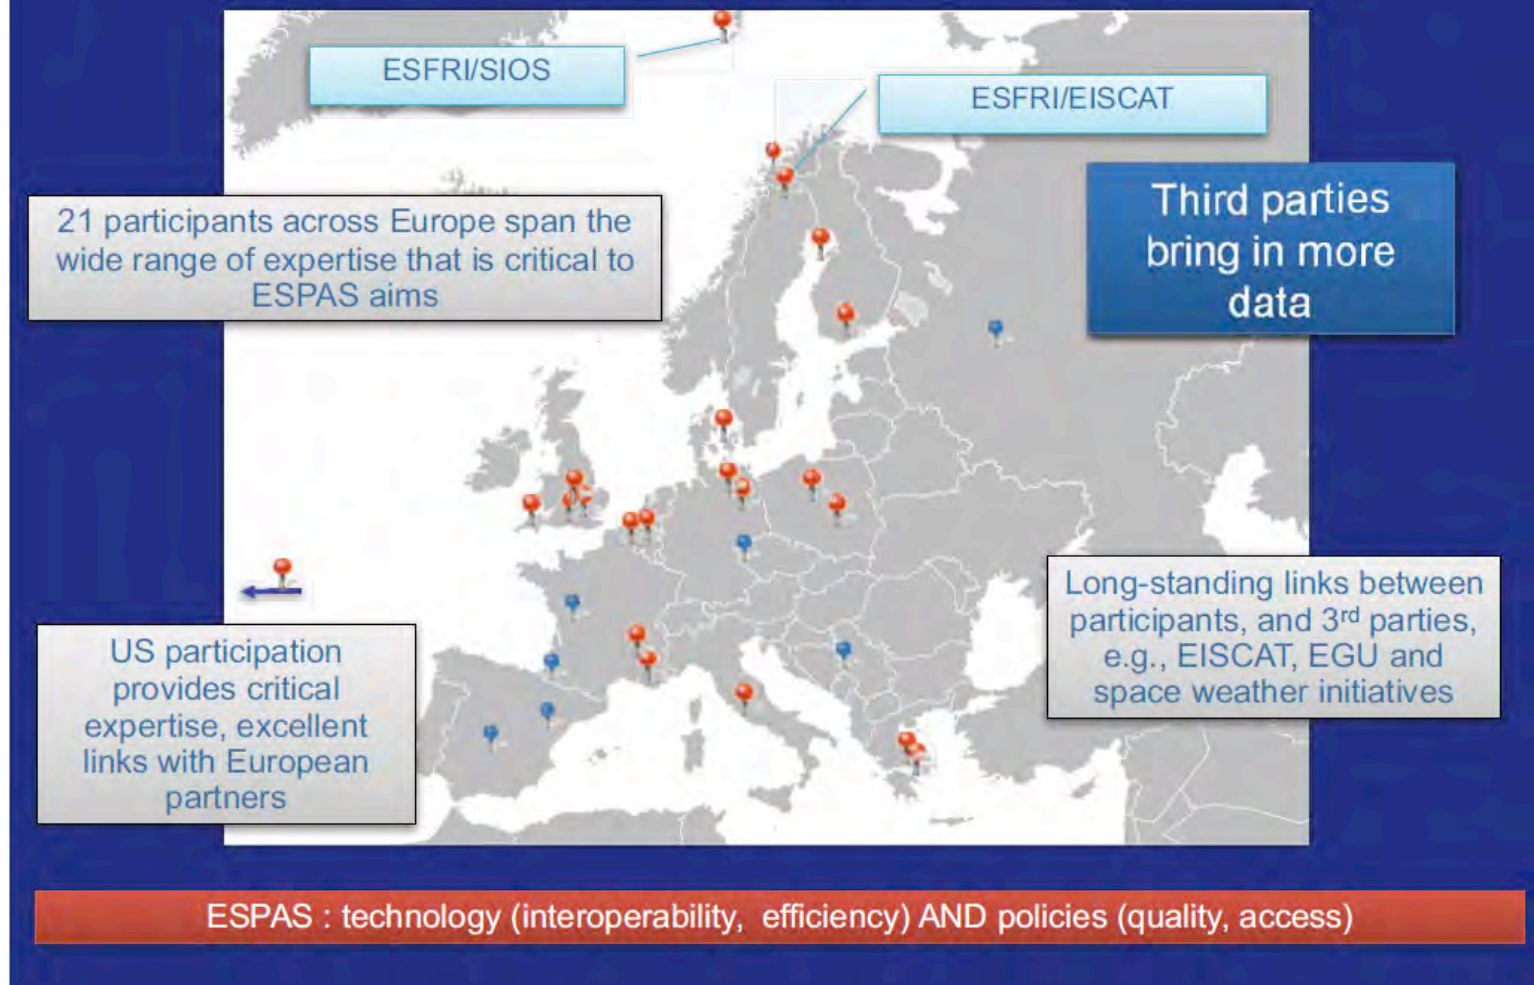 ESFRI/SIOS
ESFRI/EISCAT
21 participants across Europe span the
wide range of expertise that is critical to
ESPAS aims
Third parties
bring in more
data
US participation
provides critical
expertise, excellent
links with European
partners
Long-standing links between
participants, and 3rd parties,
e.g., EISCAT, EGU and
space weather initiatives
ESPAS : technology (interoperability, efficiency) AND policies (quality, access)